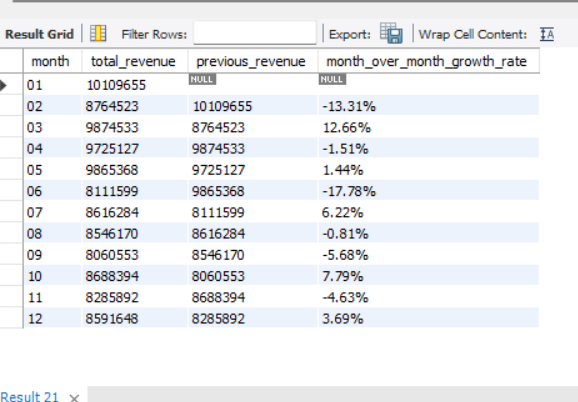 Result Grid Filter Rows: Export: Wrap Cell Content: IA
month total_revenue previous_revenue month_over_month_growth_rate
01 10109655 NULL NULL
02 8764523 10109655 -13.31%
03 9874533 8764523 12.66%
04 9725127 9874533 -1.51%
05 9865368 9725127 1.44%
06 8111599 9865368 -17.78%
07 8616284 8111599 6.22%
08 8546170 8616284 -0.81%
09 8060553 8546170 -5.68%
10 8688394 8060553 7.79%
11 8285892 8688394 -4.63%
12 8591648 8285892 3.69%
Result 21 ×